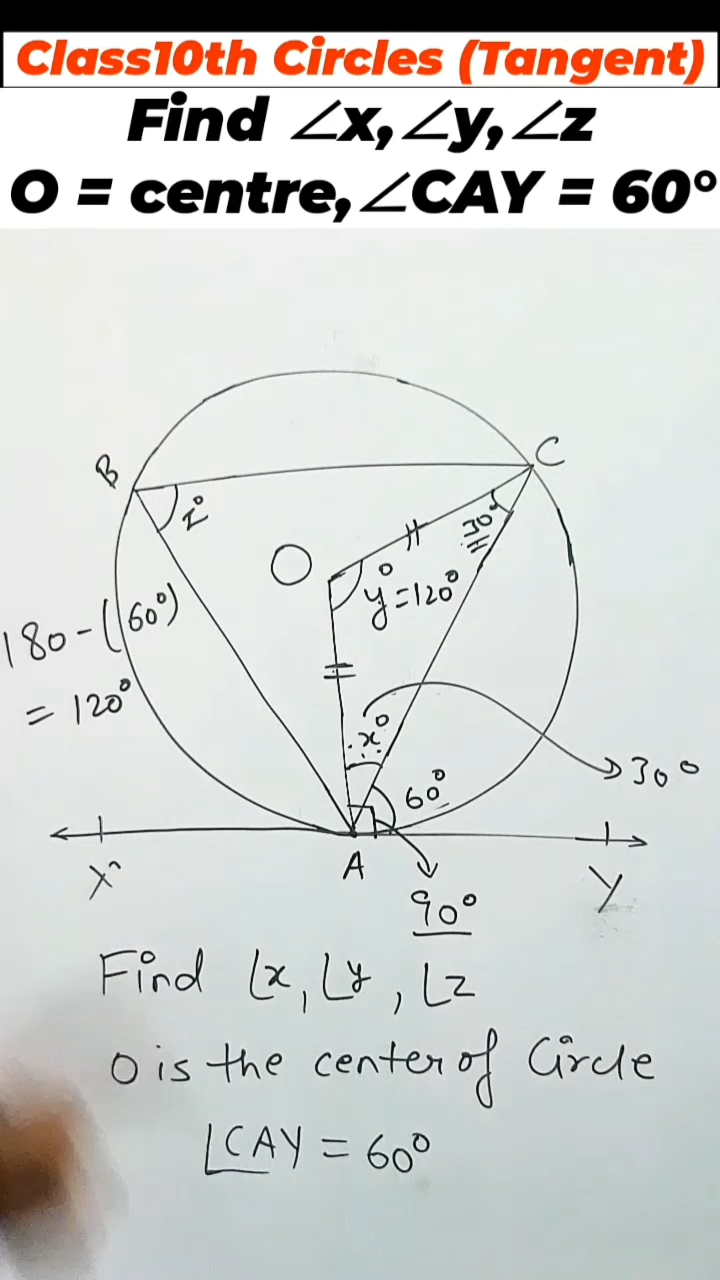 Class10th Circles (Tangent)
Find ∠x,∠y,∠z
O = centre,∠CAY = 60°
B
C
z°
30°
O
y° = 120°
180-(60°)
= 120°
x°
30°
60°
A
X
Y
90°
Find ∠x, ∠y, ∠z
O is the center of Circle
∠CAY = 60°